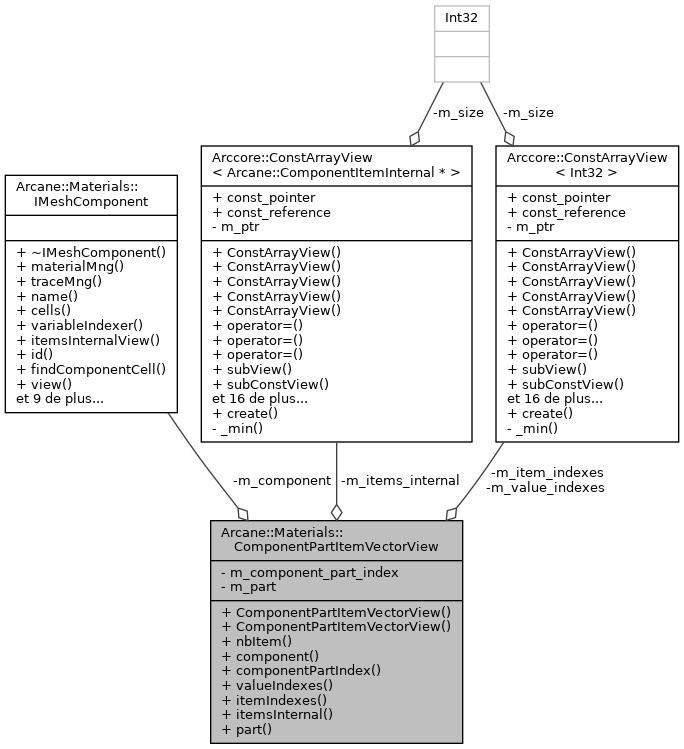 Int32
-m_size
-m_size
Arcane::Materials::
IMeshComponent
+ ~IMeshComponent()
+ materialMng()
+ traceMng()
+ name()
+ cells()
+ variableIndexer()
+ itemsInternalView()
+ id()
+ findComponentCell()
+ view()
et 9 de plus...
Arccore::ConstArrayView
< Arcane::ComponentItemInternal * >
+ const_pointer
+ const_reference
- m_ptr
+ ConstArrayView()
+ ConstArrayView()
+ ConstArrayView()
+ ConstArrayView()
+ ConstArrayView()
+ operator=()
+ operator=()
+ operator=()
+ subView()
+ subConstView()
et 16 de plus...
+ create()
- _min()
Arccore::ConstArrayView
< Int32 >
+ const_pointer
+ const_reference
- m_ptr
+ ConstArrayView()
+ ConstArrayView()
+ ConstArrayView()
+ ConstArrayView()
+ ConstArrayView()
+ operator=()
+ operator=()
+ operator=()
+ subView()
+ subConstView()
et 16 de plus...
+ create()
- _min()
-m_component
-m_items_internal
-m_item_indexes
-m_value_indexes
Arcane::Materials::
ComponentPartItemVectorView
- m_component_part_index
- m_part
+ ComponentPartItemVectorView()
+ ComponentPartItemVectorView()
+ nbItem()
+ component()
+ componentPartIndex()
+ valueIndexes()
+ itemIndexes()
+ itemsInternal()
+ part()